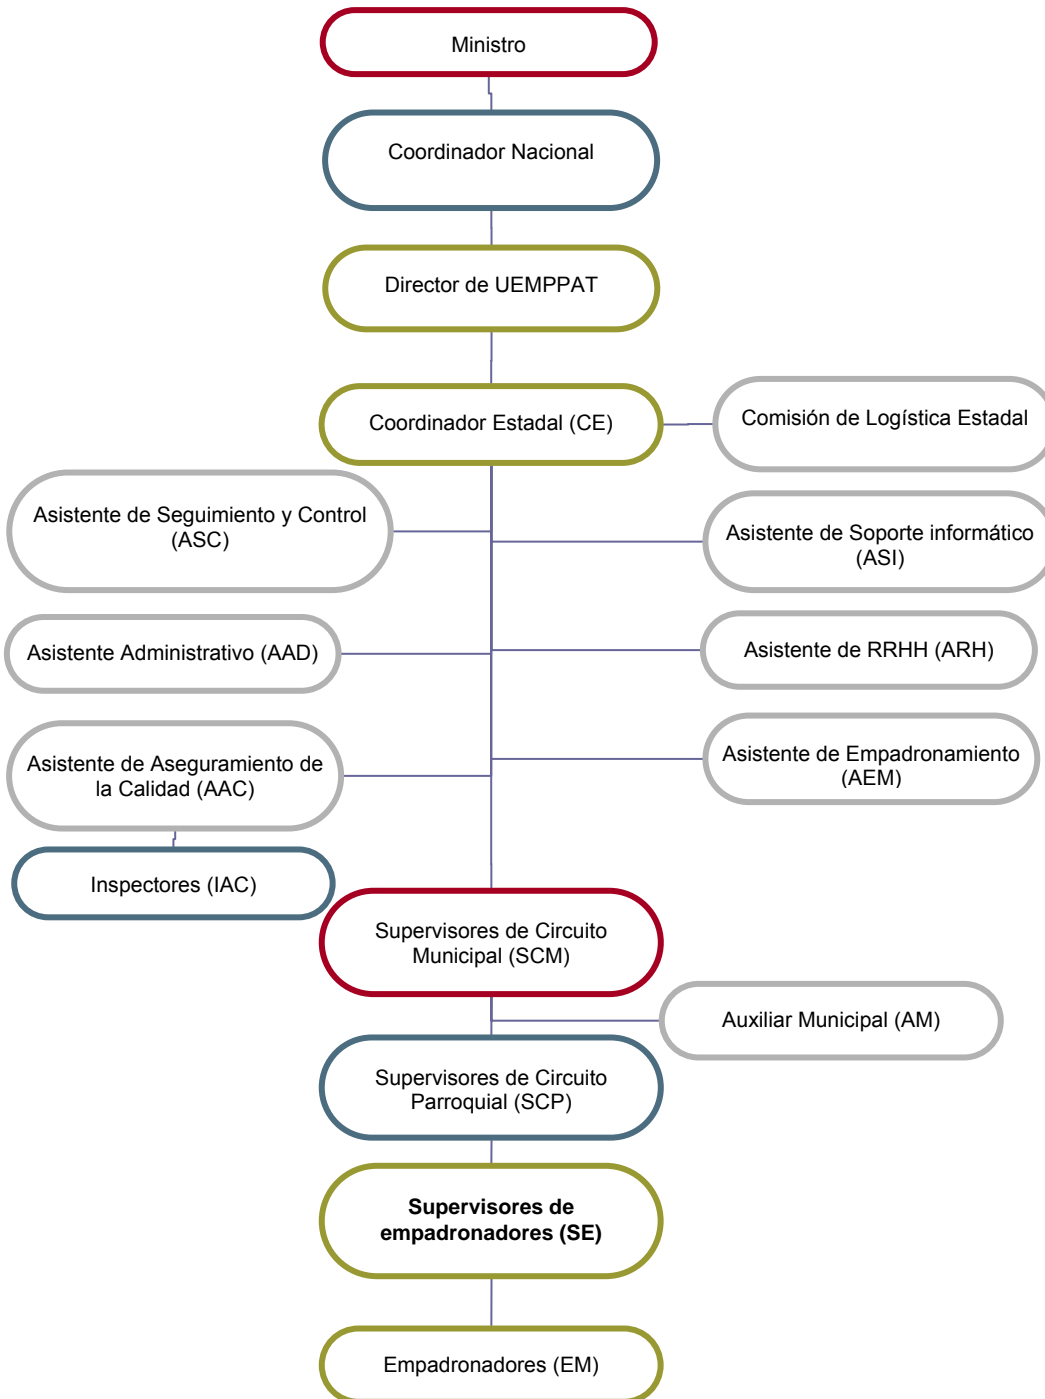 Ministro
Coordinador Nacional
Director de UEMPPAT
Coordinador Estadal (CE)
Comisión de Logística Estadal
Asistente de Seguimiento y Control
(ASC)
Asistente de Soporte informático
(ASI)
Asistente Administrativo (AAD)
Asistente de RRHH (ARH)
Asistente de Aseguramiento de
la Calidad (AAC)
Asistente de Empadronamiento
(AEM)
Inspectores (IAC)
Supervisores de Circuito
Municipal (SCM)
Auxiliar Municipal (AM)
Supervisores de Circuito
Parroquial (SCP)
Supervisores de
empadronadores (SE)
Empadronadores (EM)